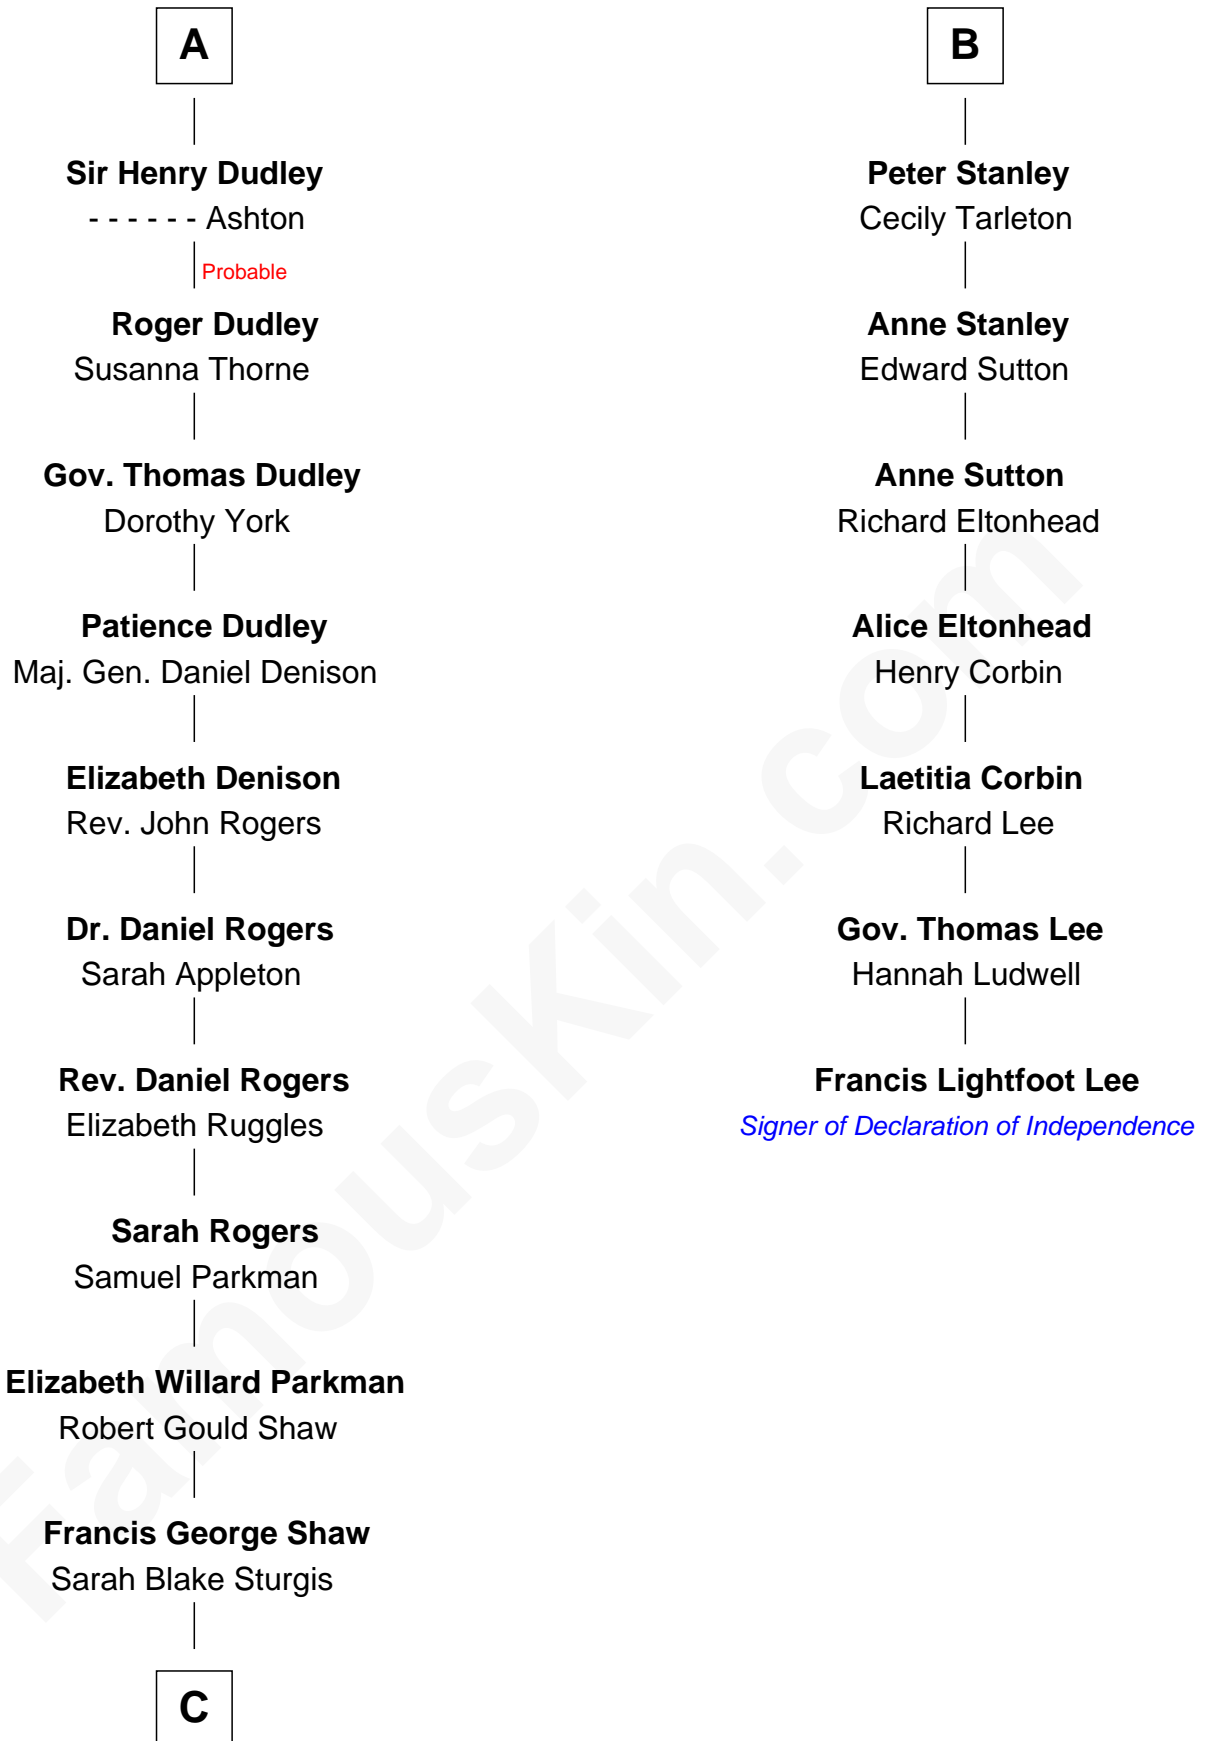 A
Sir Henry Dudley
- - - - - - Ashton
Probable
Roger Dudley
Susanna Thorne
Gov. Thomas Dudley
Dorothy York
Patience Dudley
Maj. Gen. Daniel Denison
Elizabeth Denison
Rev. John Rogers
Dr. Daniel Rogers
Sarah Appleton
Rev. Daniel Rogers
Elizabeth Ruggles
Sarah Rogers
Samuel Parkman
Elizabeth Willard Parkman
Robert Gould Shaw
Francis George Shaw
Sarah Blake Sturgis
C
B
Peter Stanley
Cecily Tarleton
Anne Stanley
Edward Sutton
Anne Sutton
Richard Eltonhead
Alice Eltonhead
Henry Corbin
Laetitia Corbin
Richard Lee
Gov. Thomas Lee
Hannah Ludwell
Francis Lightfoot Lee
Signer of Declaration of Independence
FamousKin.com